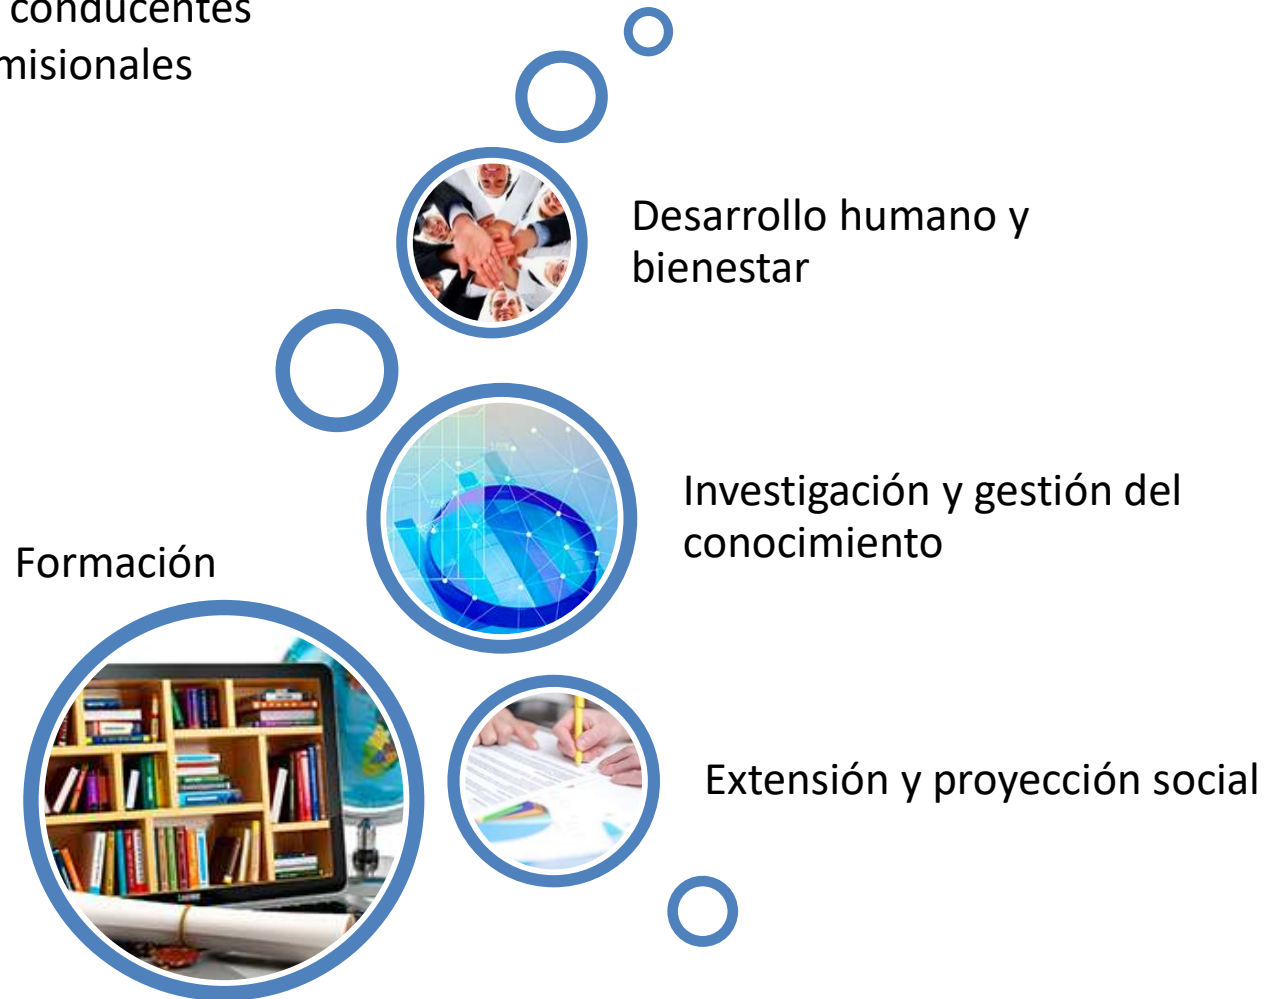 conducentes
misionales
Desarrollo humano y
bienestar
Investigación y gestión del
conocimiento
Formación
Extensión y proyección social